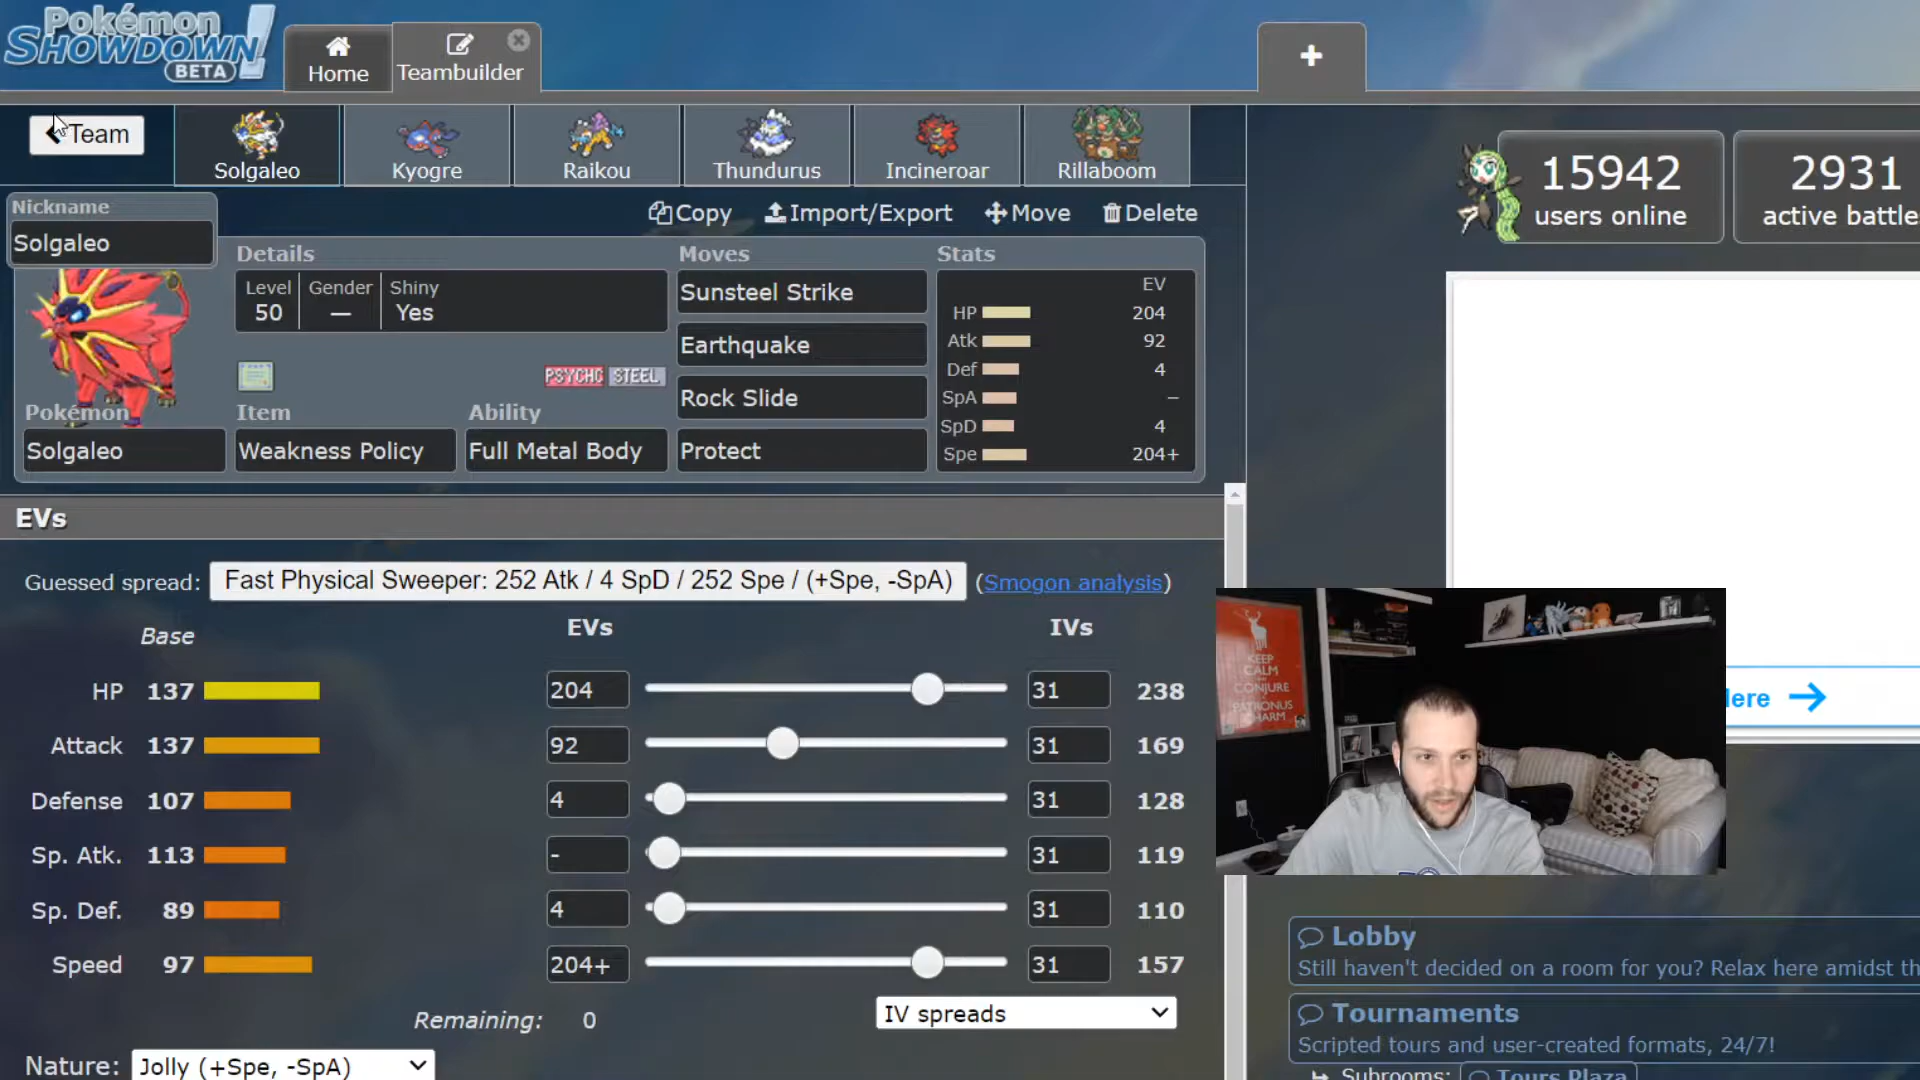 Pokémon
SHOWDOWN!
BETA
Home
Teambuilder
+
Team
Solgaleo
Kyogre
Raikou
Thundurus
Incineroar
Rillaboom
15942
users online
2931
active battle
Nickname
Solgaleo
Copy
Import/Export
Move
Delete
Details
Moves
Stats
Level
50
Gender
—
Shiny
Yes
Sunsteel Strike
Earthquake
Rock Slide
Protect
EV
HP 204
Atk 92
Def 4
SpA –
SpD 4
Spe 204+
PSYCHC STEEL
Pokémon
Item
Ability
Solgaleo
Weakness Policy
Full Metal Body
EVs
Guessed spread: Fast Physical Sweeper: 252 Atk / 4 SpD / 252 Spe / (+Spe, -SpA) (Smogon analysis)
Base EVs IVs
HP 137 204 31 238
Attack 137 92 31 169
Defense 107 4 31 128
Sp. Atk. 113 - 31 119
Sp. Def. 89 4 31 110
Speed 97 204+ 31 157
Remaining: 0
IV spreads
Nature: Jolly (+Spe, -SpA)
KEEP
CALM
AND
CONJURE
A
PATRONUS
CHARM
lere
Lobby
Still haven't decided on a room for you? Relax here amidst th
Tournaments
Scripted tours and user-created formats, 24/7!
Subrooms: Tours Plaza